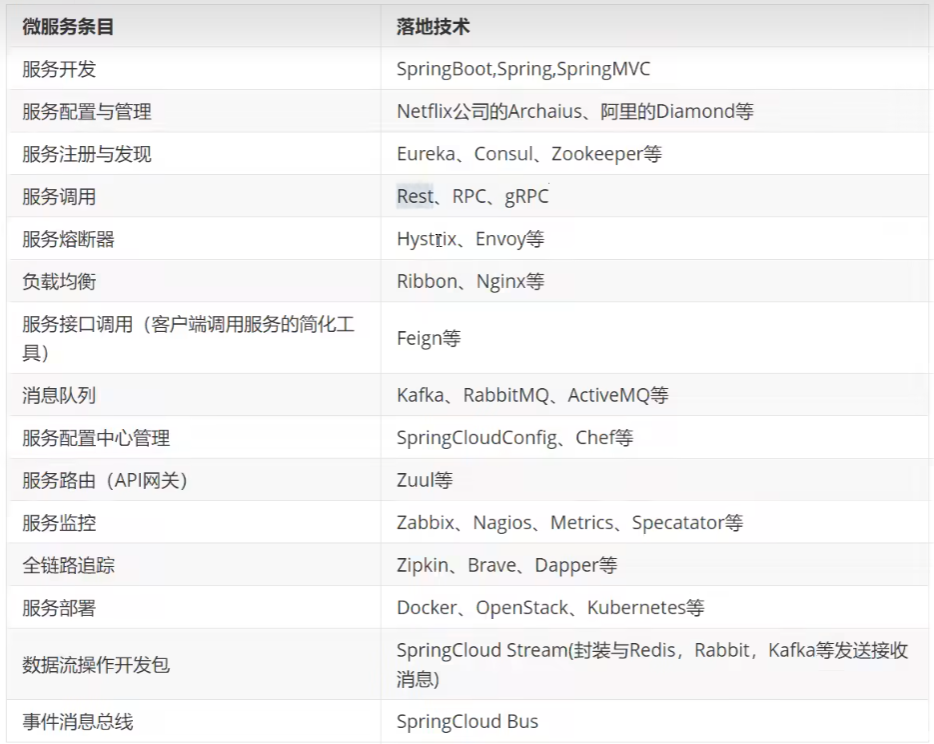 微服务条目
落地技术
服务开发
SpringBoot,Spring,SpringMVC
服务配置与管理
Netflix公司的Archaius、阿里的Diamond等
服务注册与发现
Eureka、Consul、Zookeeper等
服务调用
Rest、RPC、gRPC
服务熔断器
Hystrix、Envoy等
负载均衡
Ribbon、Nginx等
服务接口调用（客户端调用服务的简化工
具）
Feign等
消息队列
Kafka、RabbitMQ、ActiveMQ等
服务配置中心管理
SpringCloudConfig、Chef等
服务路由（API网关）
Zuul等
服务监控
Zabbix、Nagios、Metrics、Specatator等
全链路追踪
Zipkin、Brave、Dapper等
服务部署
Docker、OpenStack、Kubernetes等
数据流操作开发包
SpringCloud Stream(封装与Redis，Rabbit，Kafka等发送接收
消息)
事件消息总线
SpringCloud Bus